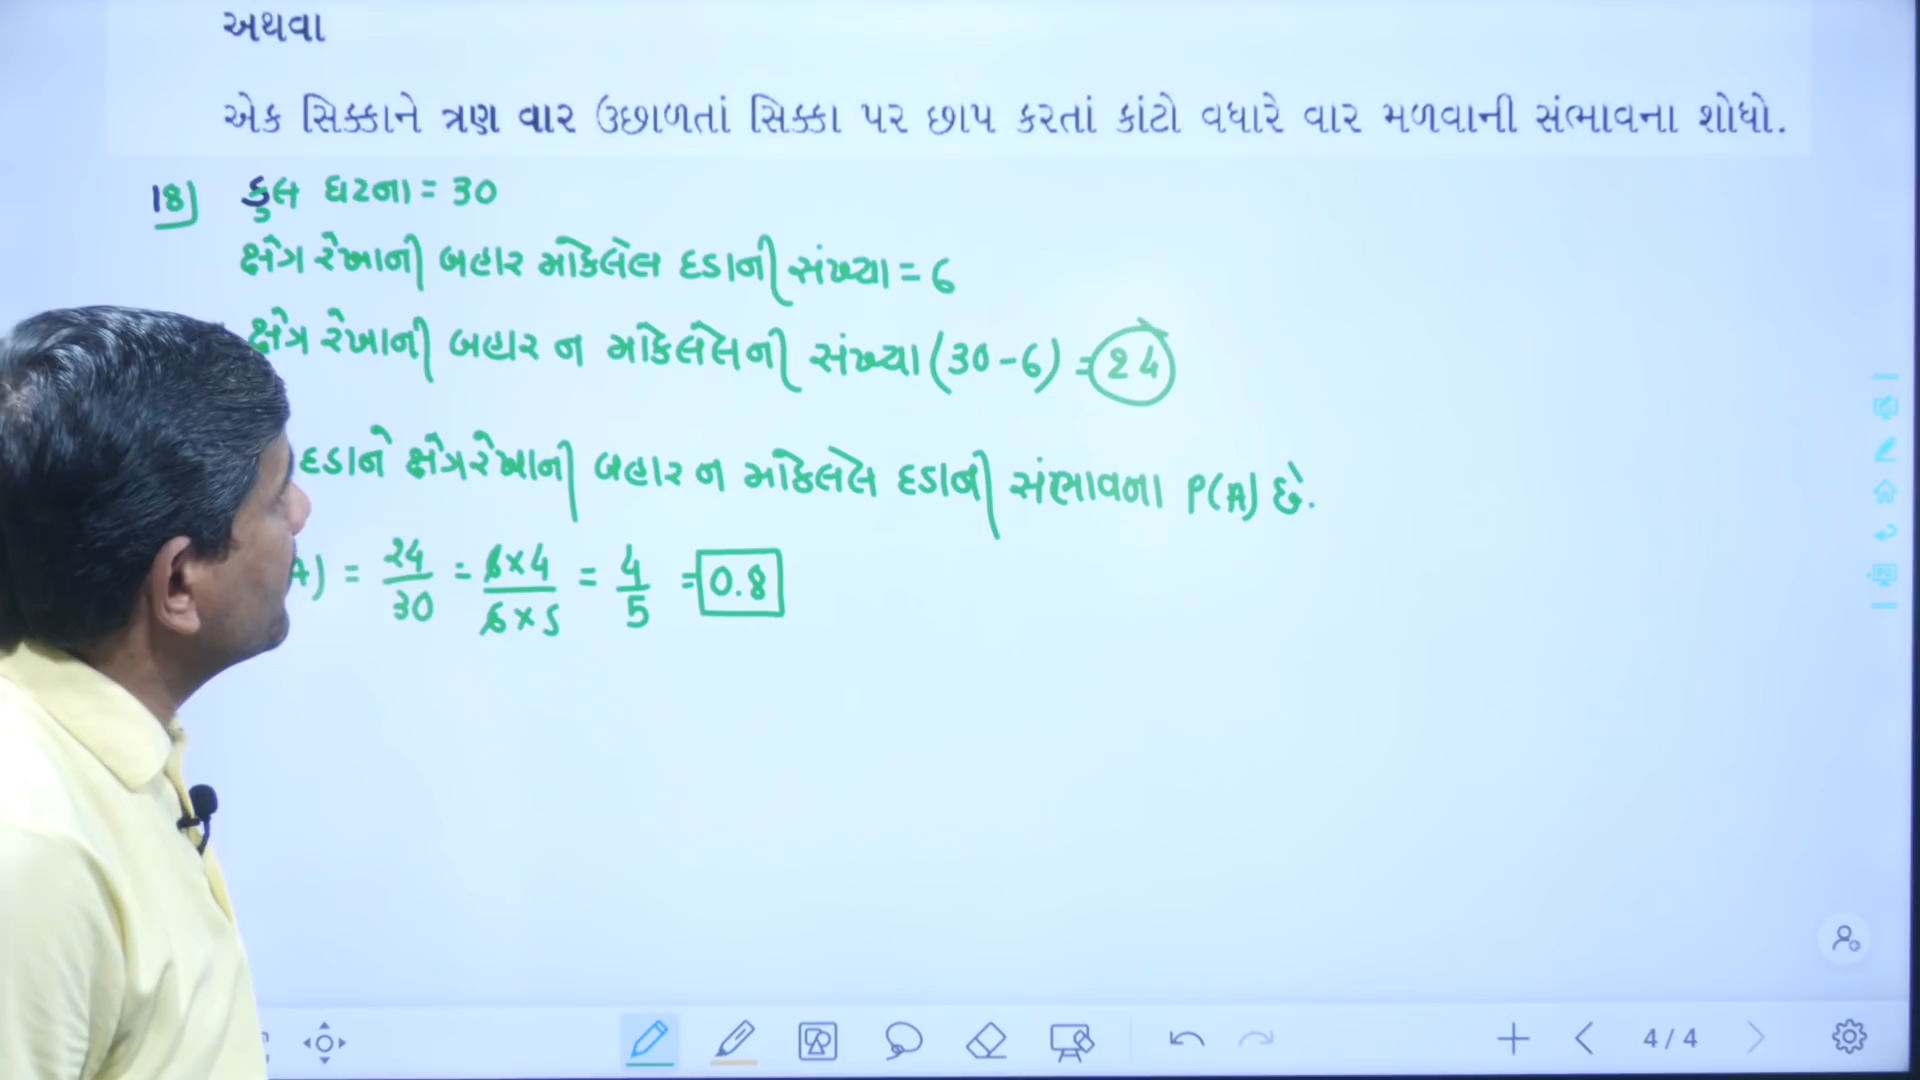 અથવા
એક સિક્કાને ત્રણ વાર ઉછાળતાં સિક્કા પર છાપ કરતાં કાંટો વધારે વાર મળવાની સંભાવના શોધો.
18) કુલ ઘટના = 30
ક્ષેત્ર રેખાની બહાર મોકલેલ દડાની સંખ્યા = 6
ક્ષેત્ર રેખાની બહાર ન મોકલેલની સંખ્યા (30-6) = 24
દડાને ક્ષેત્રરેખાની બહાર ન મોકલેલ દડાની સંભાવના P(A) છે.
A) = 24/30 = 6×4/6×5 = 4/5 = 0.8
4/4